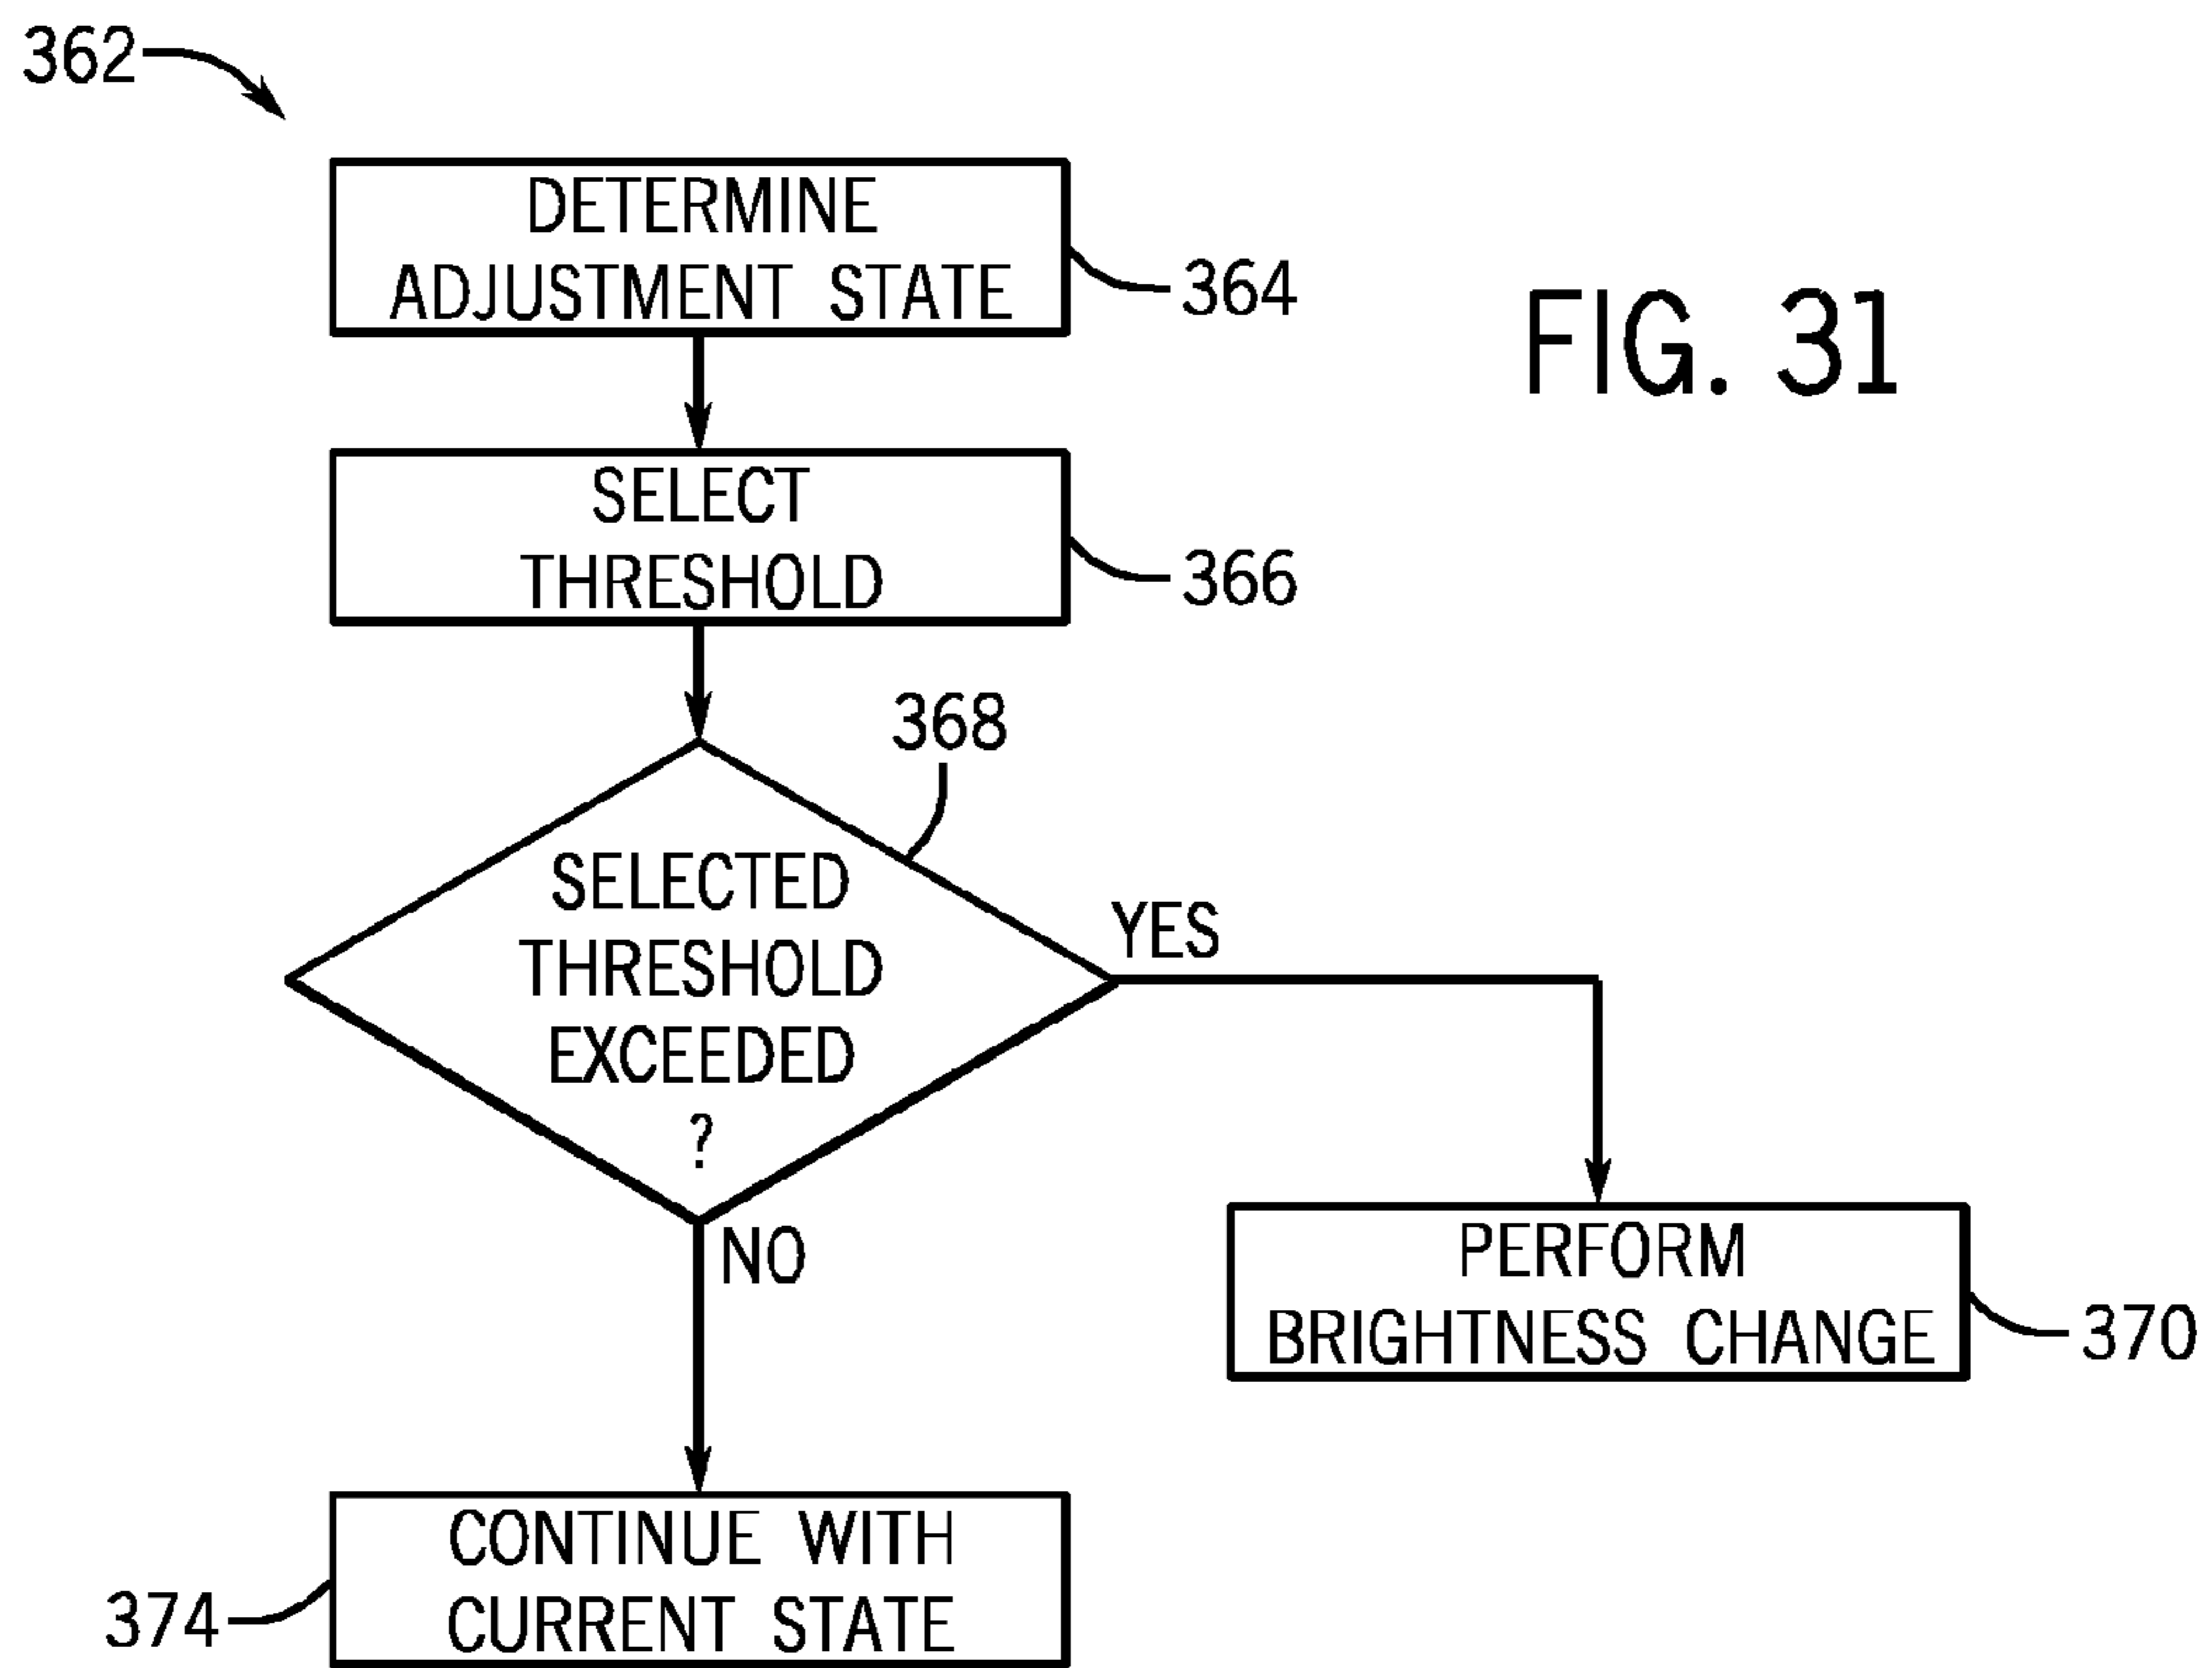 362
DETERMINE
ADJUSTMENT STATE
364
FIG. 31
SELECT
THRESHOLD
366
368
SELECTED
THRESHOLD
EXCEEDED
?
YES
NO
PERFORM
BRIGHTNESS CHANGE
370
CONTINUE WITH
CURRENT STATE
374